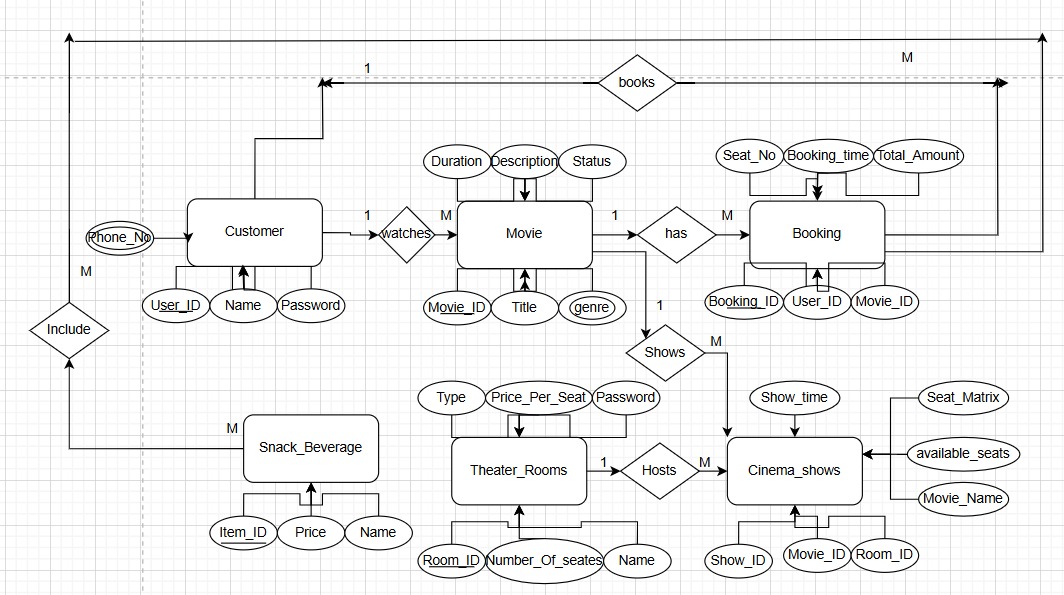 M
1
books
Duration
Description
Status
Seat_No
Booking_time
Total_Amount
Phone_No
Customer
1
watches
M
Movie
1
has
M
Booking
M
User_ID
Name
Password
Movie_ID
Title
genre
Booking_ID
User_ID
Movie_ID
1
Include
Shows
M
Type
Price_Per_Seat
Password
Show_time
Seat_Matrix
M
Snack_Beverage
Theater_Rooms
1
Hosts
M
Cinema_shows
available_seats
Movie_Name
Item_ID
Price
Name
Room_ID
Number_Of_seates
Name
Show_ID
Movie_ID
Room_ID